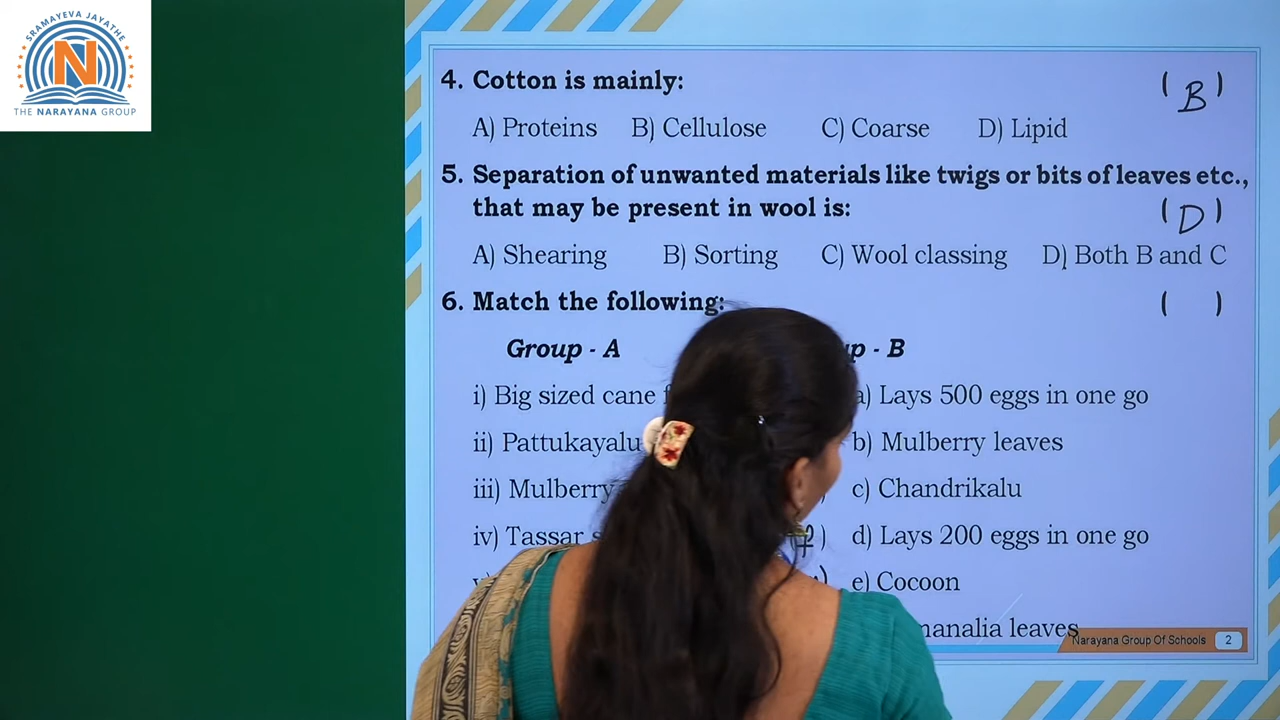 SRAMAYEVA JAYATHE
N
THE NARAYANA GROUP
4. Cotton is mainly: ( B )
A) Proteins B) Cellulose C) Coarse D) Lipid
5. Separation of unwanted materials like twigs or bits of leaves etc.,
that may be present in wool is: ( D )
A) Shearing B) Sorting C) Wool classing D) Both B and C
6. Match the following: ( )
Group - A - B
i) Big sized cane a) Lays 500 eggs in one go
ii) Pattukayalu b) Mulberry leaves
iii) Mulberry c) Chandrikalu
iv) Tassar d) Lays 200 eggs in one go
e) Cocoon
leaves
Narayana Group Of Schools 2